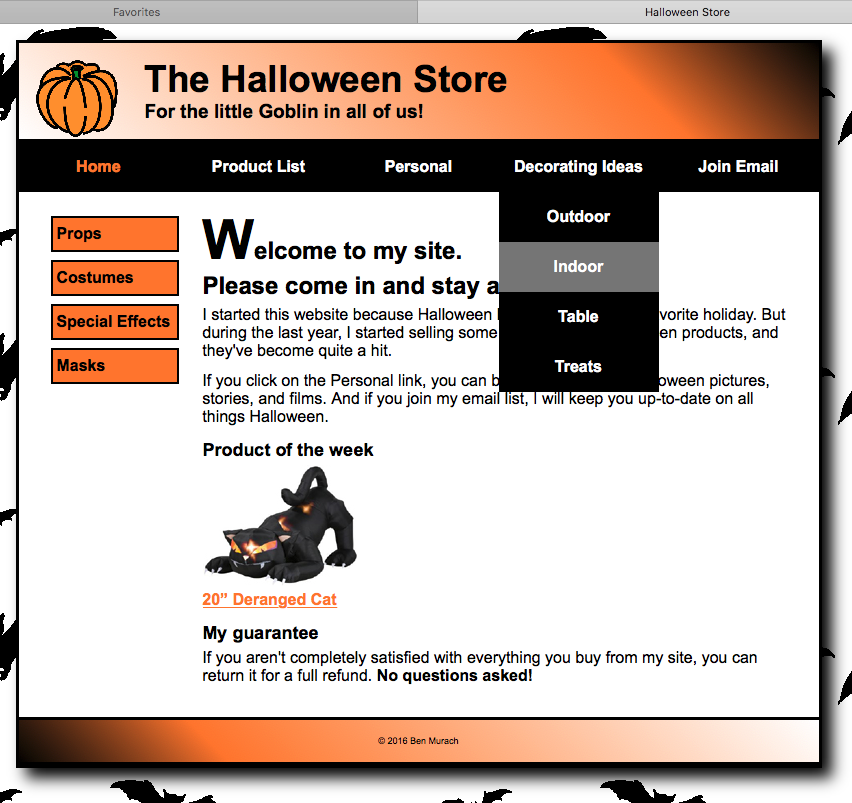 Favorites
Halloween Store
The Halloween Store
For the little Goblin in all of us!
Home
Product List
Personal
Decorating Ideas
Join Email
Outdoor
Indoor
Table
Treats
Props
Costumes
Special Effects
Masks
Welcome to my site.
Please come in and stay a
I started this website because Halloween vorite holiday. But
during the last year, I started selling some en products, and
they've become quite a hit.
If you click on the Personal link, you can b oween pictures,
stories, and films. And if you join my email list, I will keep you up-to-date on all
things Halloween.
Product of the week
20” Deranged Cat
My guarantee
If you aren't completely satisfied with everything you buy from my site, you can
return it for a full refund. No questions asked!
© 2016 Ben Murach